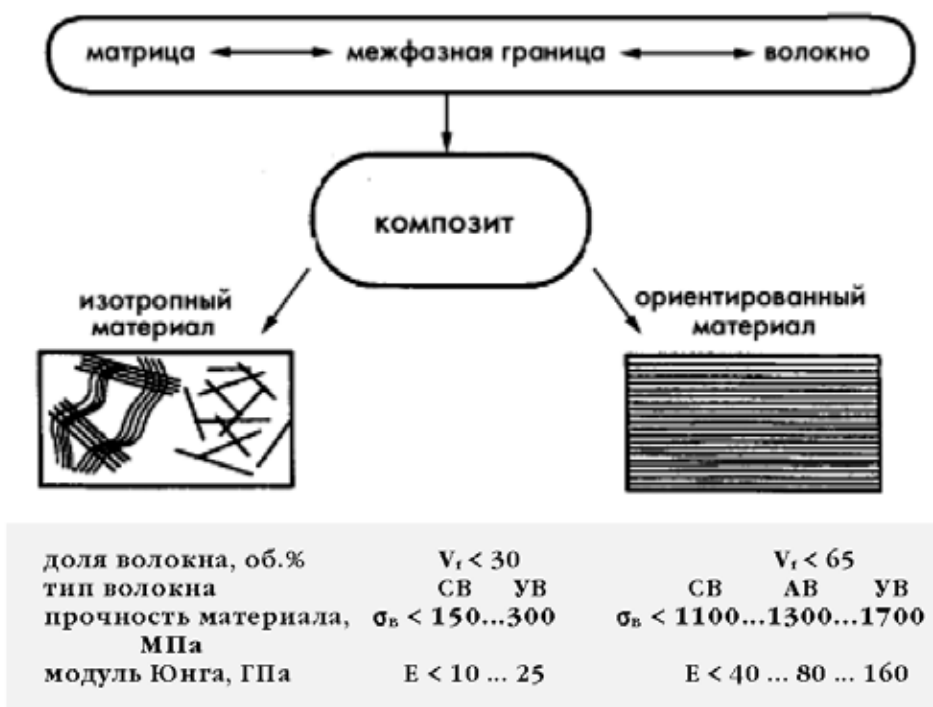 матрица межфазная граница волокно
композит
изотропный
материал
ориентированный
материал
доля волокна, об.% Vf < 30 Vf < 65
тип волокна СВ УВ СВ АВ УВ
прочность материала, σв < 150...300 σв < 1100...1300...1700
МПа
модуль Юнга, ГПа E < 10 ... 25 E < 40 ... 80 ... 160